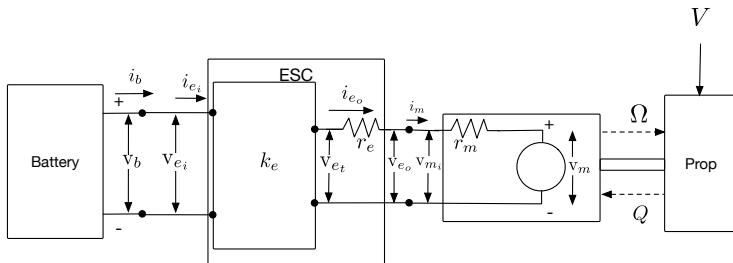 V
ESC
i_b
i_{e_i}
i_{e_o}
i_m
+
+
Ω
r_e
r_m
Battery
v_b
v_{e_i}
k_e
v_{e_t}
v_{e_o}
v_{m_i}
v_m
Prop
-
-
Q